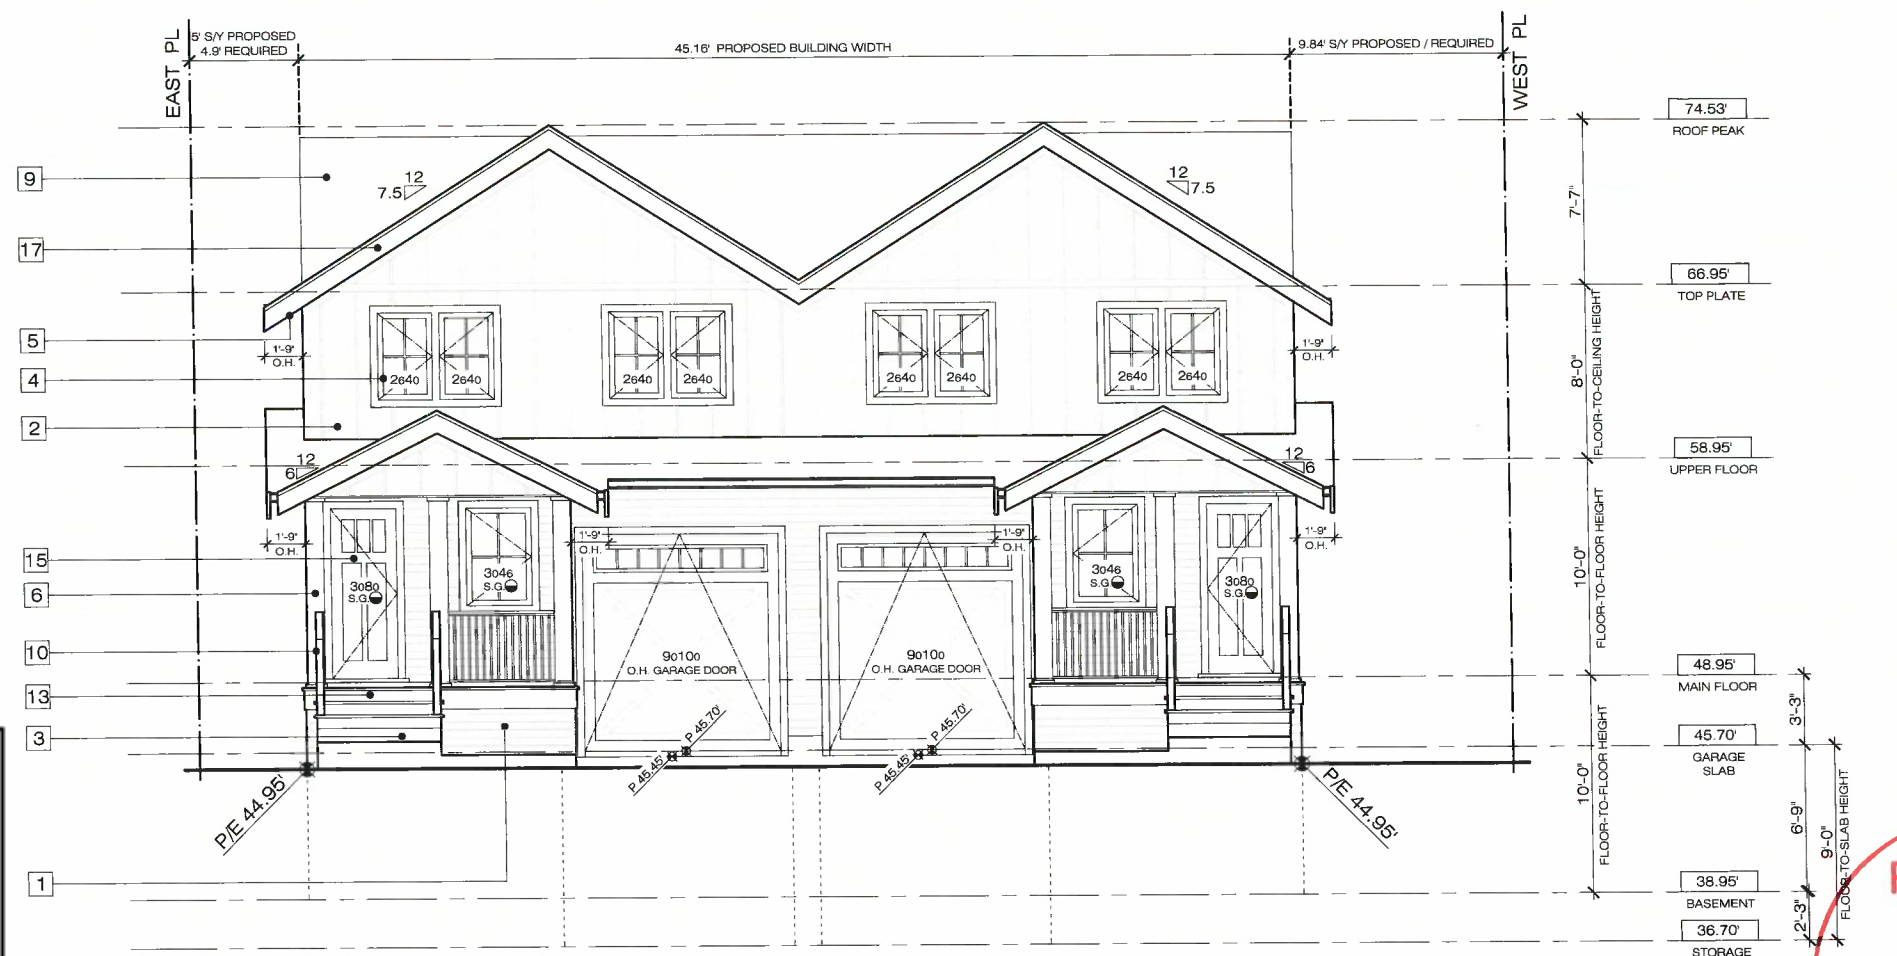 EAST PL
5' S/Y PROPOSED
4.9' REQUIRED
45.16' PROPOSED BUILDING WIDTH
9.84' S/Y PROPOSED / REQUIRED
WEST PL
74.53'
ROOF PEAK
9
12
7.5
12
7.5
7'-7"
17
66.95'
TOP PLATE
5
1'-9"
O.H.
1'-9"
O.H.
8'-0"
FLOOR-TO-CEILING HEIGHT
4
2640
2640
2640
2640
2640
2640
2640
2640
2
58.95'
UPPER FLOOR
12
6
12
6
1'-9"
O.H.
1'-9"
O.H.
1'-9"
O.H.
1'-9"
O.H.
10'-0"
FLOOR-TO-FLOOR HEIGHT
15
3080
S.G.
3046
S.G.
3046
S.G.
3080
S.G.
6
10
90100
O.H. GARAGE DOOR
90100
O.H. GARAGE DOOR
48.95'
MAIN FLOOR
13
3'-3"
3
P 45.70'
P 45.45'
P 45.70'
P 45.45'
45.70'
GARAGE
SLAB
P/E 44.95'
P/E 44.95'
10'-0"
FLOOR-TO-FLOOR HEIGHT
6'-9"
9'-0"
FLOOR-TO-SLAB HEIGHT
1
38.95'
BASEMENT
2'-3"
36.70'
STORAGE